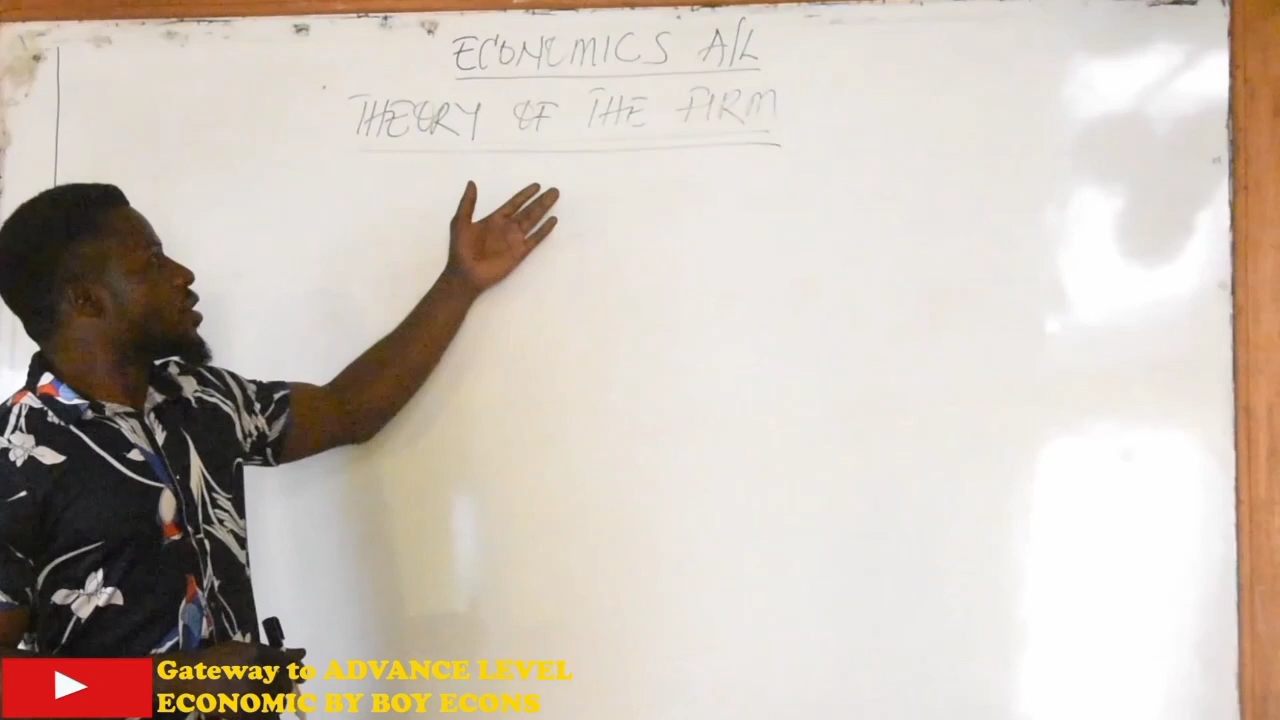 ECONOMICS A/L
THEORY OF THE FIRM
Gateway to ADVANCE LEVEL
ECONOMIC BY BOY ECONS